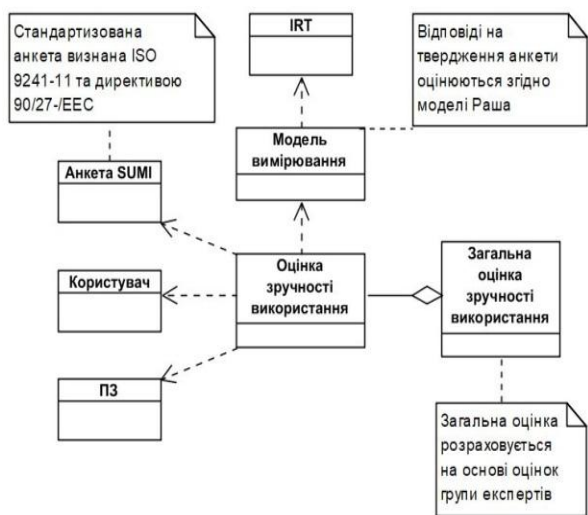 Стандартизована
анкета визнана ISO
9241-11 та директивою
90/27-/EEC
IRT
Відповіді на
твердження анкети
оцінюються згідно
моделі Раша
Модель
вимірювання
Анкета SUMI
Користувач
ПЗ
Оцінка
зручності
використання
Загальна
оцінка
зручності
використання
Загальна оцінка
розраховується
на основі оцінок
групи експертів